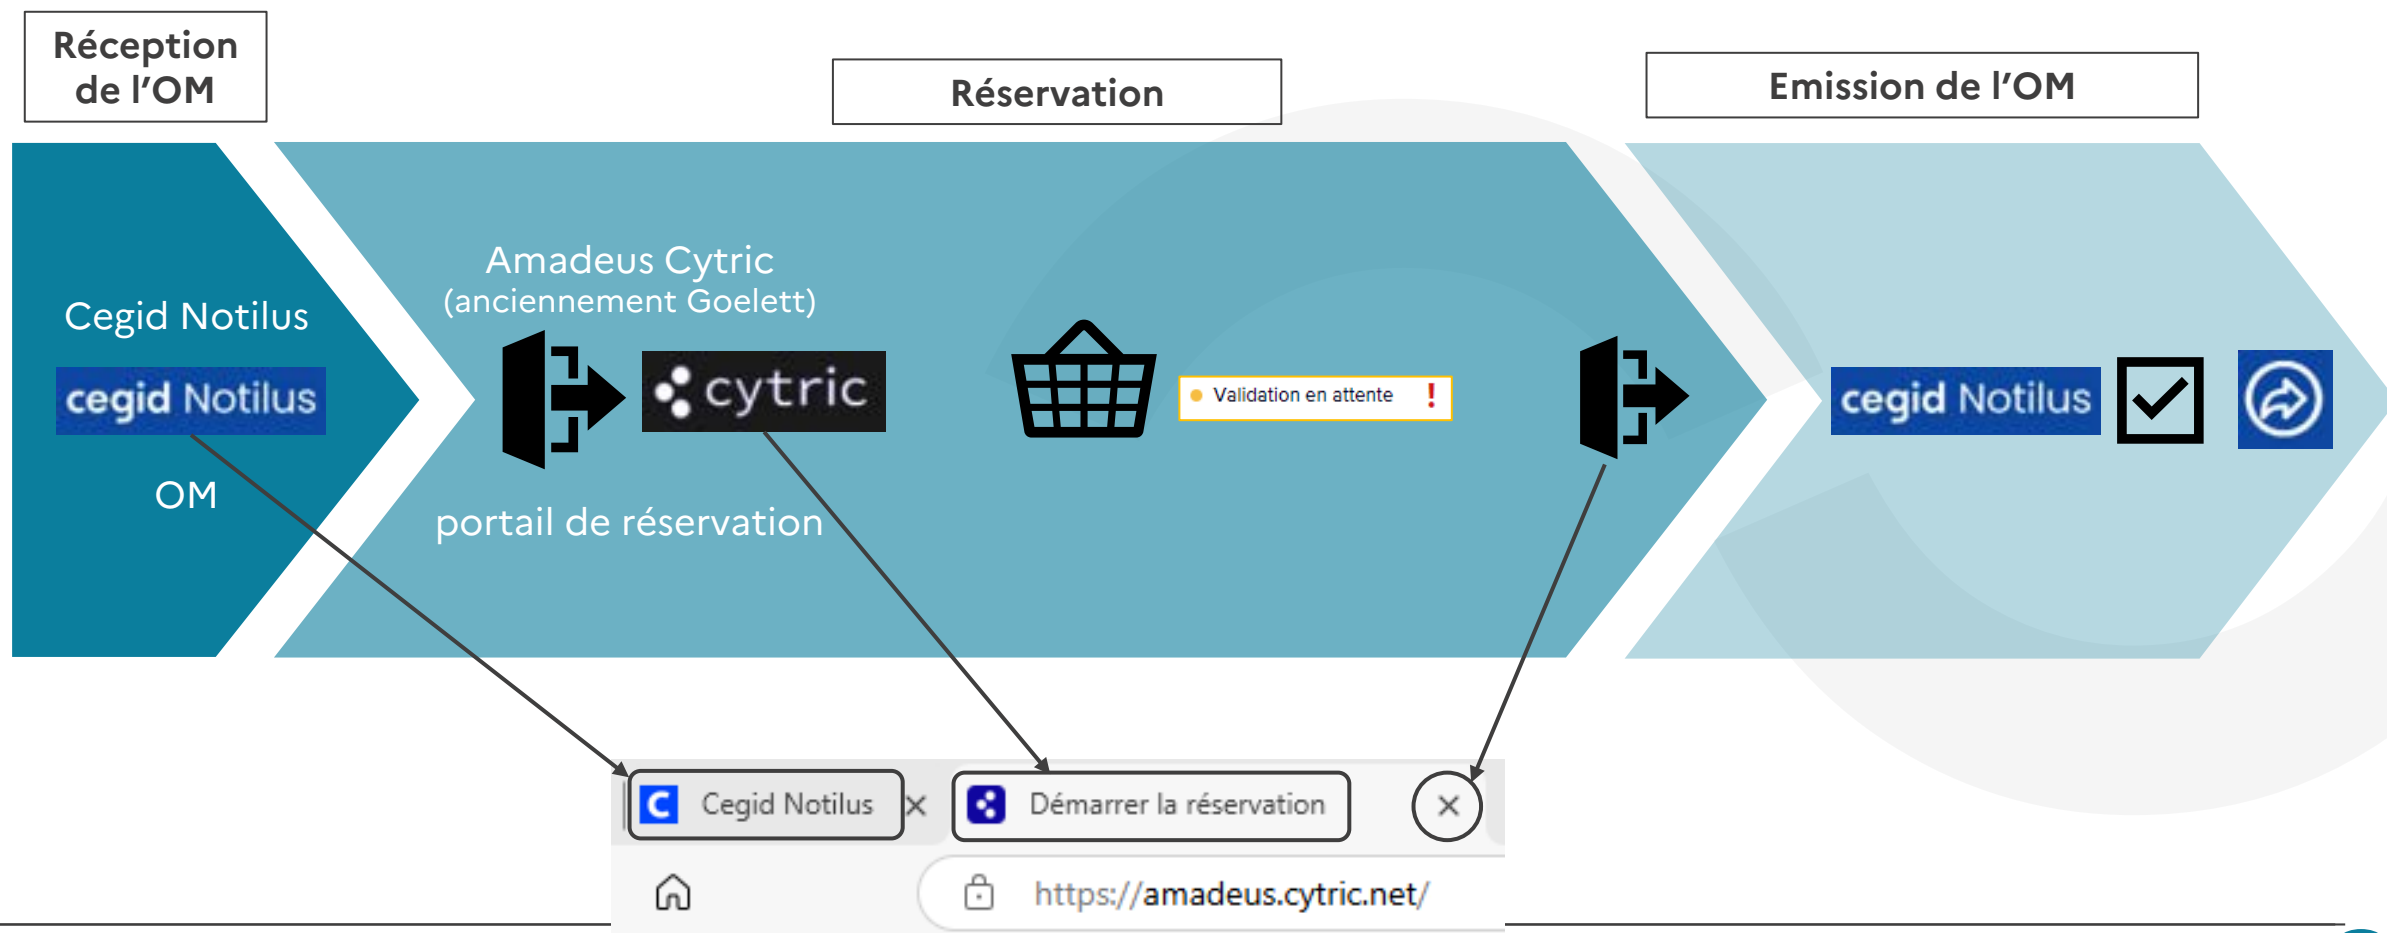 Réception
de l'OM
Réservation
Emission de l'OM
Cegid Notilus
cegid Notilus
OM
Amadeus Cytric
(anciennement Goelett)
cytric
portail de réservation
Validation en attente !
cegid Notilus
Cegid Notilus
Démarrer la réservation
https://amadeus.cytric.net/